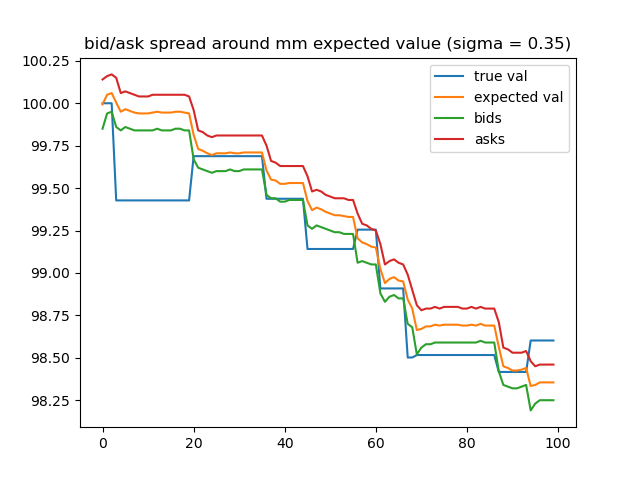 bid/ask spread around mm expected value (sigma = 0.35)
100.25
100.00
99.75
99.50
99.25
99.00
98.75
98.50
98.25
true val
expected val
bids
asks
0 20 40 60 80 100